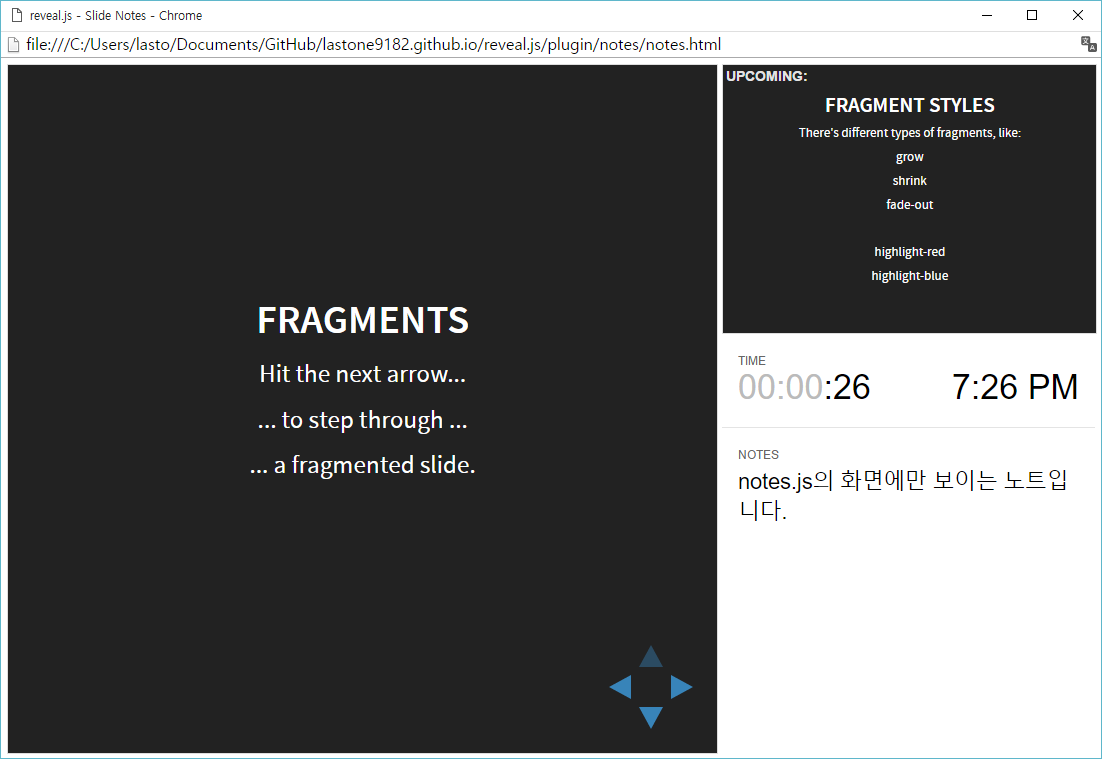 reveal.js - Slide Notes - Chrome
file:///C:/Users/lasto/Documents/GitHub/lastone9182.github.io/reveal.js/plugin/notes/notes.html
FRAGMENTS
Hit the next arrow...
... to step through ...
... a fragmented slide.
UPCOMING:
FRAGMENT STYLES
There's different types of fragments, like:
grow
shrink
fade-out
highlight-red
highlight-blue
TIME
00:00:26 7:26 PM
NOTES
notes.js의 화면에만 보이는 노트입
니다.